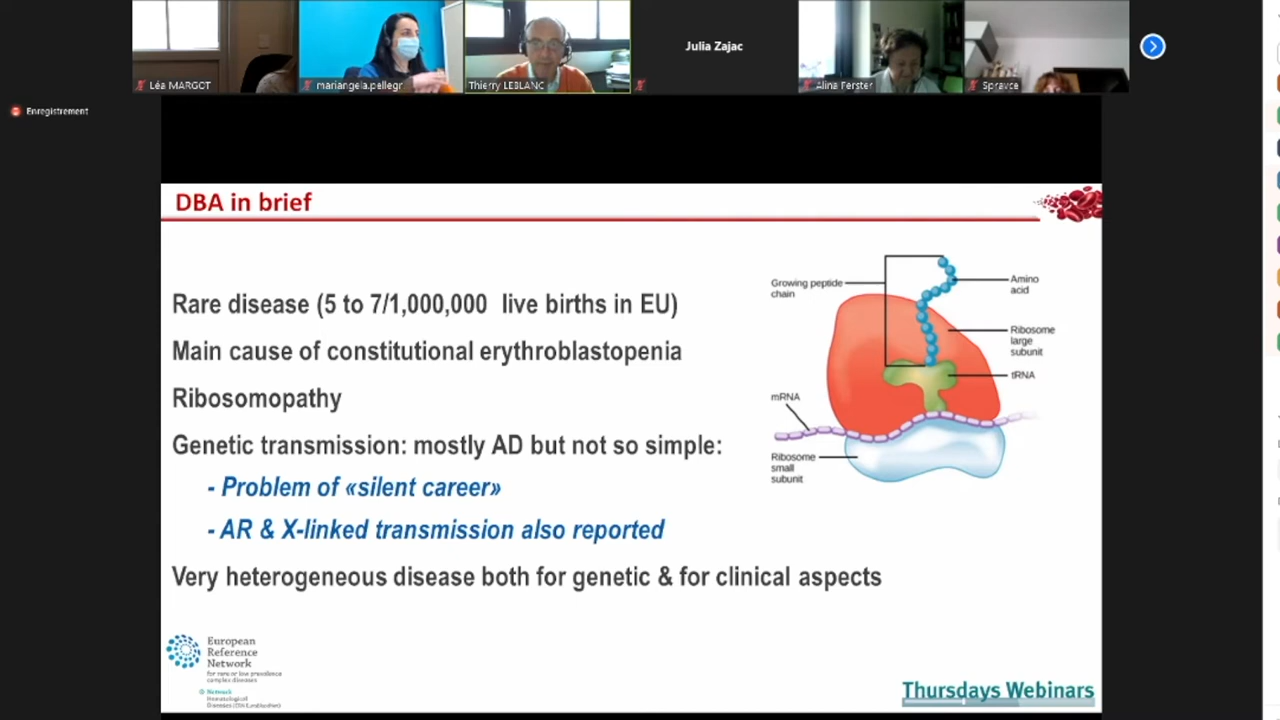 Julia Zajac
Léa MARGOT
mariangela.pellegr
Thierry LEBLANC
Alina Ferster
Spravce
Enregistrement
DBA in brief
Rare disease (5 to 7/1,000,000 live births in EU)
Main cause of constitutional erythroblastopenia
Ribosomopathy
Genetic transmission: mostly AD but not so simple:
- Problem of «silent career»
- AR & X-linked transmission also reported
Very heterogeneous disease both for genetic & for clinical aspects
Growing peptide
chain
Amino
acid
Ribosome
large
subunit
tRNA
mRNA
Ribosome
small
subunit
European
Reference
Network
for rare or low prevalence
complex diseases
Network
Hematological
Diseases (ERN EuroBloodNet)
Thursdays Webinars